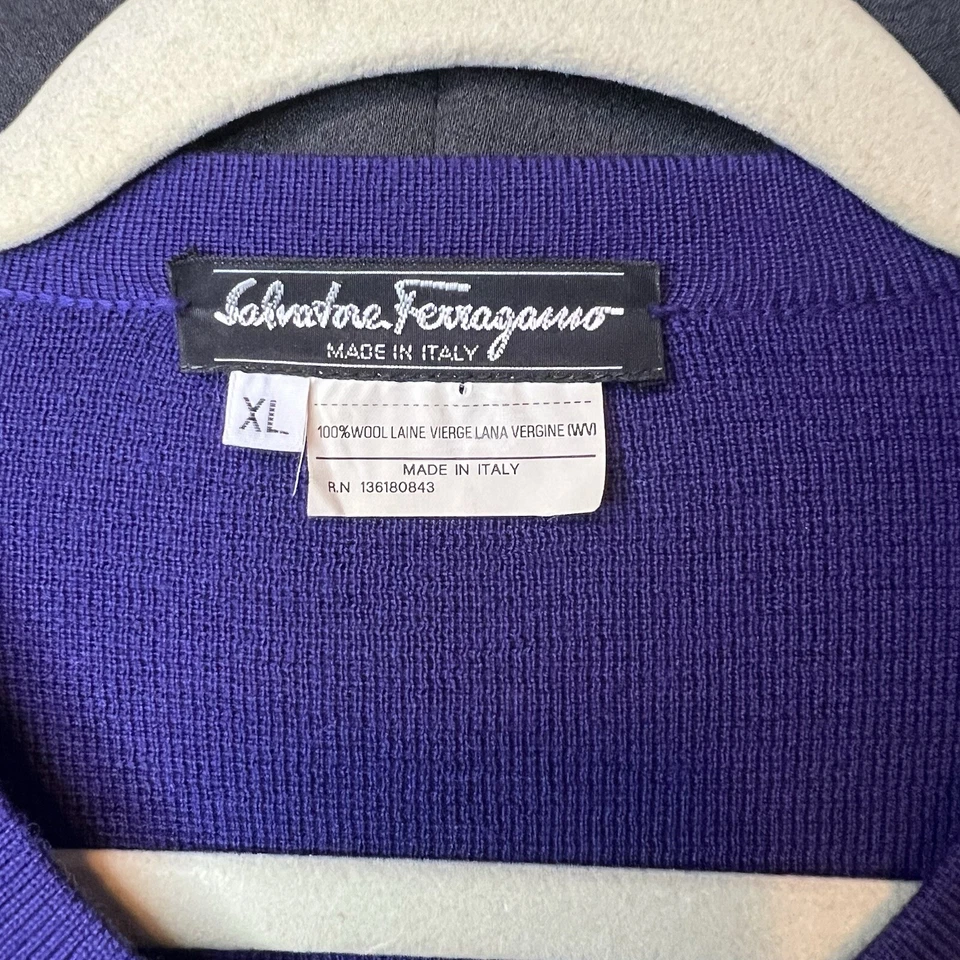 Salvatore Ferragamo
MADE IN ITALY
XL
100%WOOL LAINE VIERGE LANA VERGINE (WV)
MADE IN ITALY
R.N 136180843